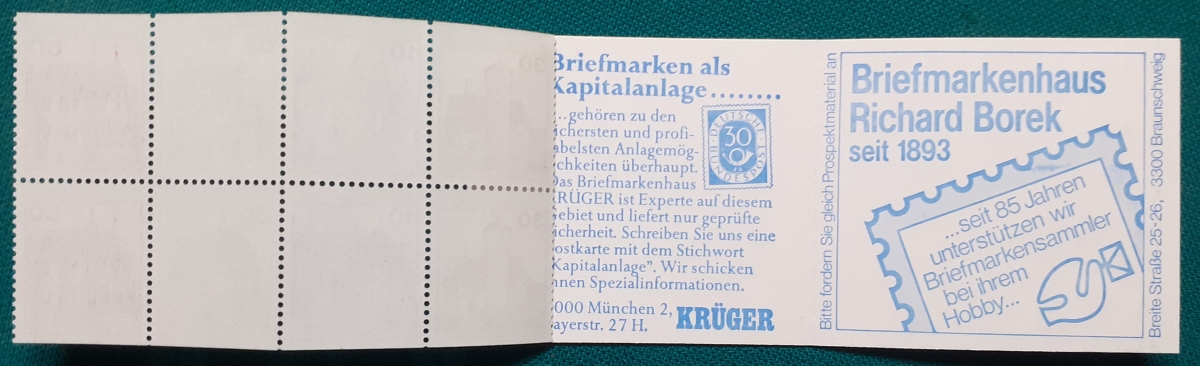 Briefmarken als
Kapitalanlage........
...gehören zu den
ichersten und profi-
abelsten Anlagemög-
chkeiten überhaupt.
Das Briefmarkenhaus
KRÜGER ist Experte auf diesem
ebiet und liefert nur geprüfte
icherheit. Schreiben Sie uns eine
ostkarte mit dem Stichwort
Kapitalanlage”. Wir schicken
hnen Spezialinformationen.
000 München 2,
ayerstr. 27 H.
KRÜGER
DEUTSCHE
BUNDESPOST
30
Bitte fordern Sie gleich Prospektmaterial an
Briefmarkenhaus
Richard Borek
seit 1893
...seit 85 Jahren
unterstützen wir
Briefmarkensammler
bei ihrem
Hobby...
Breite Straße 25-26, 3300 Braunschweig